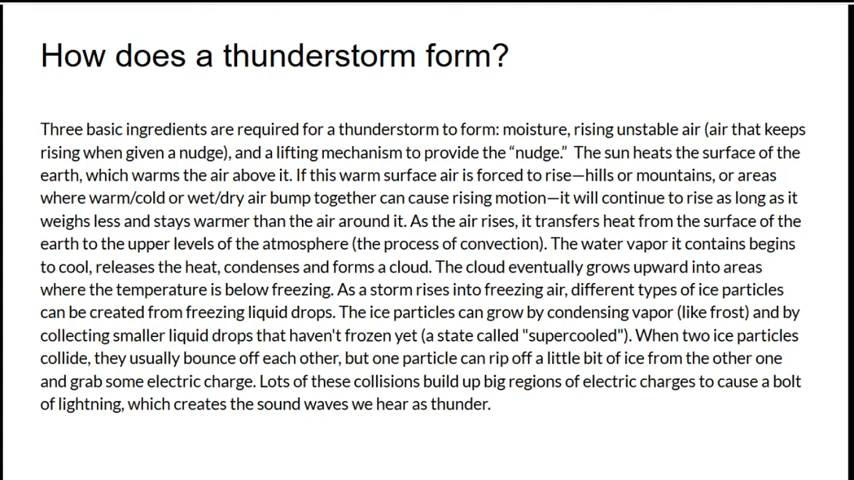 How does a thunderstorm form?
Three basic ingredients are required for a thunderstorm to form: moisture, rising unstable air (air that keeps
rising when given a nudge), and a lifting mechanism to provide the “nudge.”  The sun heats the surface of the
earth, which warms the air above it. If this warm surface air is forced to rise—hills or mountains, or areas
where warm/cold or wet/dry air bump together can cause rising motion—it will continue to rise as long as it
weighs less and stays warmer than the air around it. As the air rises, it transfers heat from the surface of the
earth to the upper levels of the atmosphere (the process of convection). The water vapor it contains begins
to cool, releases the heat, condenses and forms a cloud. The cloud eventually grows upward into areas
where the temperature is below freezing. As a storm rises into freezing air, different types of ice particles
can be created from freezing liquid drops. The ice particles can grow by condensing vapor (like frost) and by
collecting smaller liquid drops that haven't frozen yet (a state called "supercooled"). When two ice particles
collide, they usually bounce off each other, but one particle can rip off a little bit of ice from the other one
and grab some electric charge. Lots of these collisions build up big regions of electric charges to cause a bolt
of lightning, which creates the sound waves we hear as thunder.